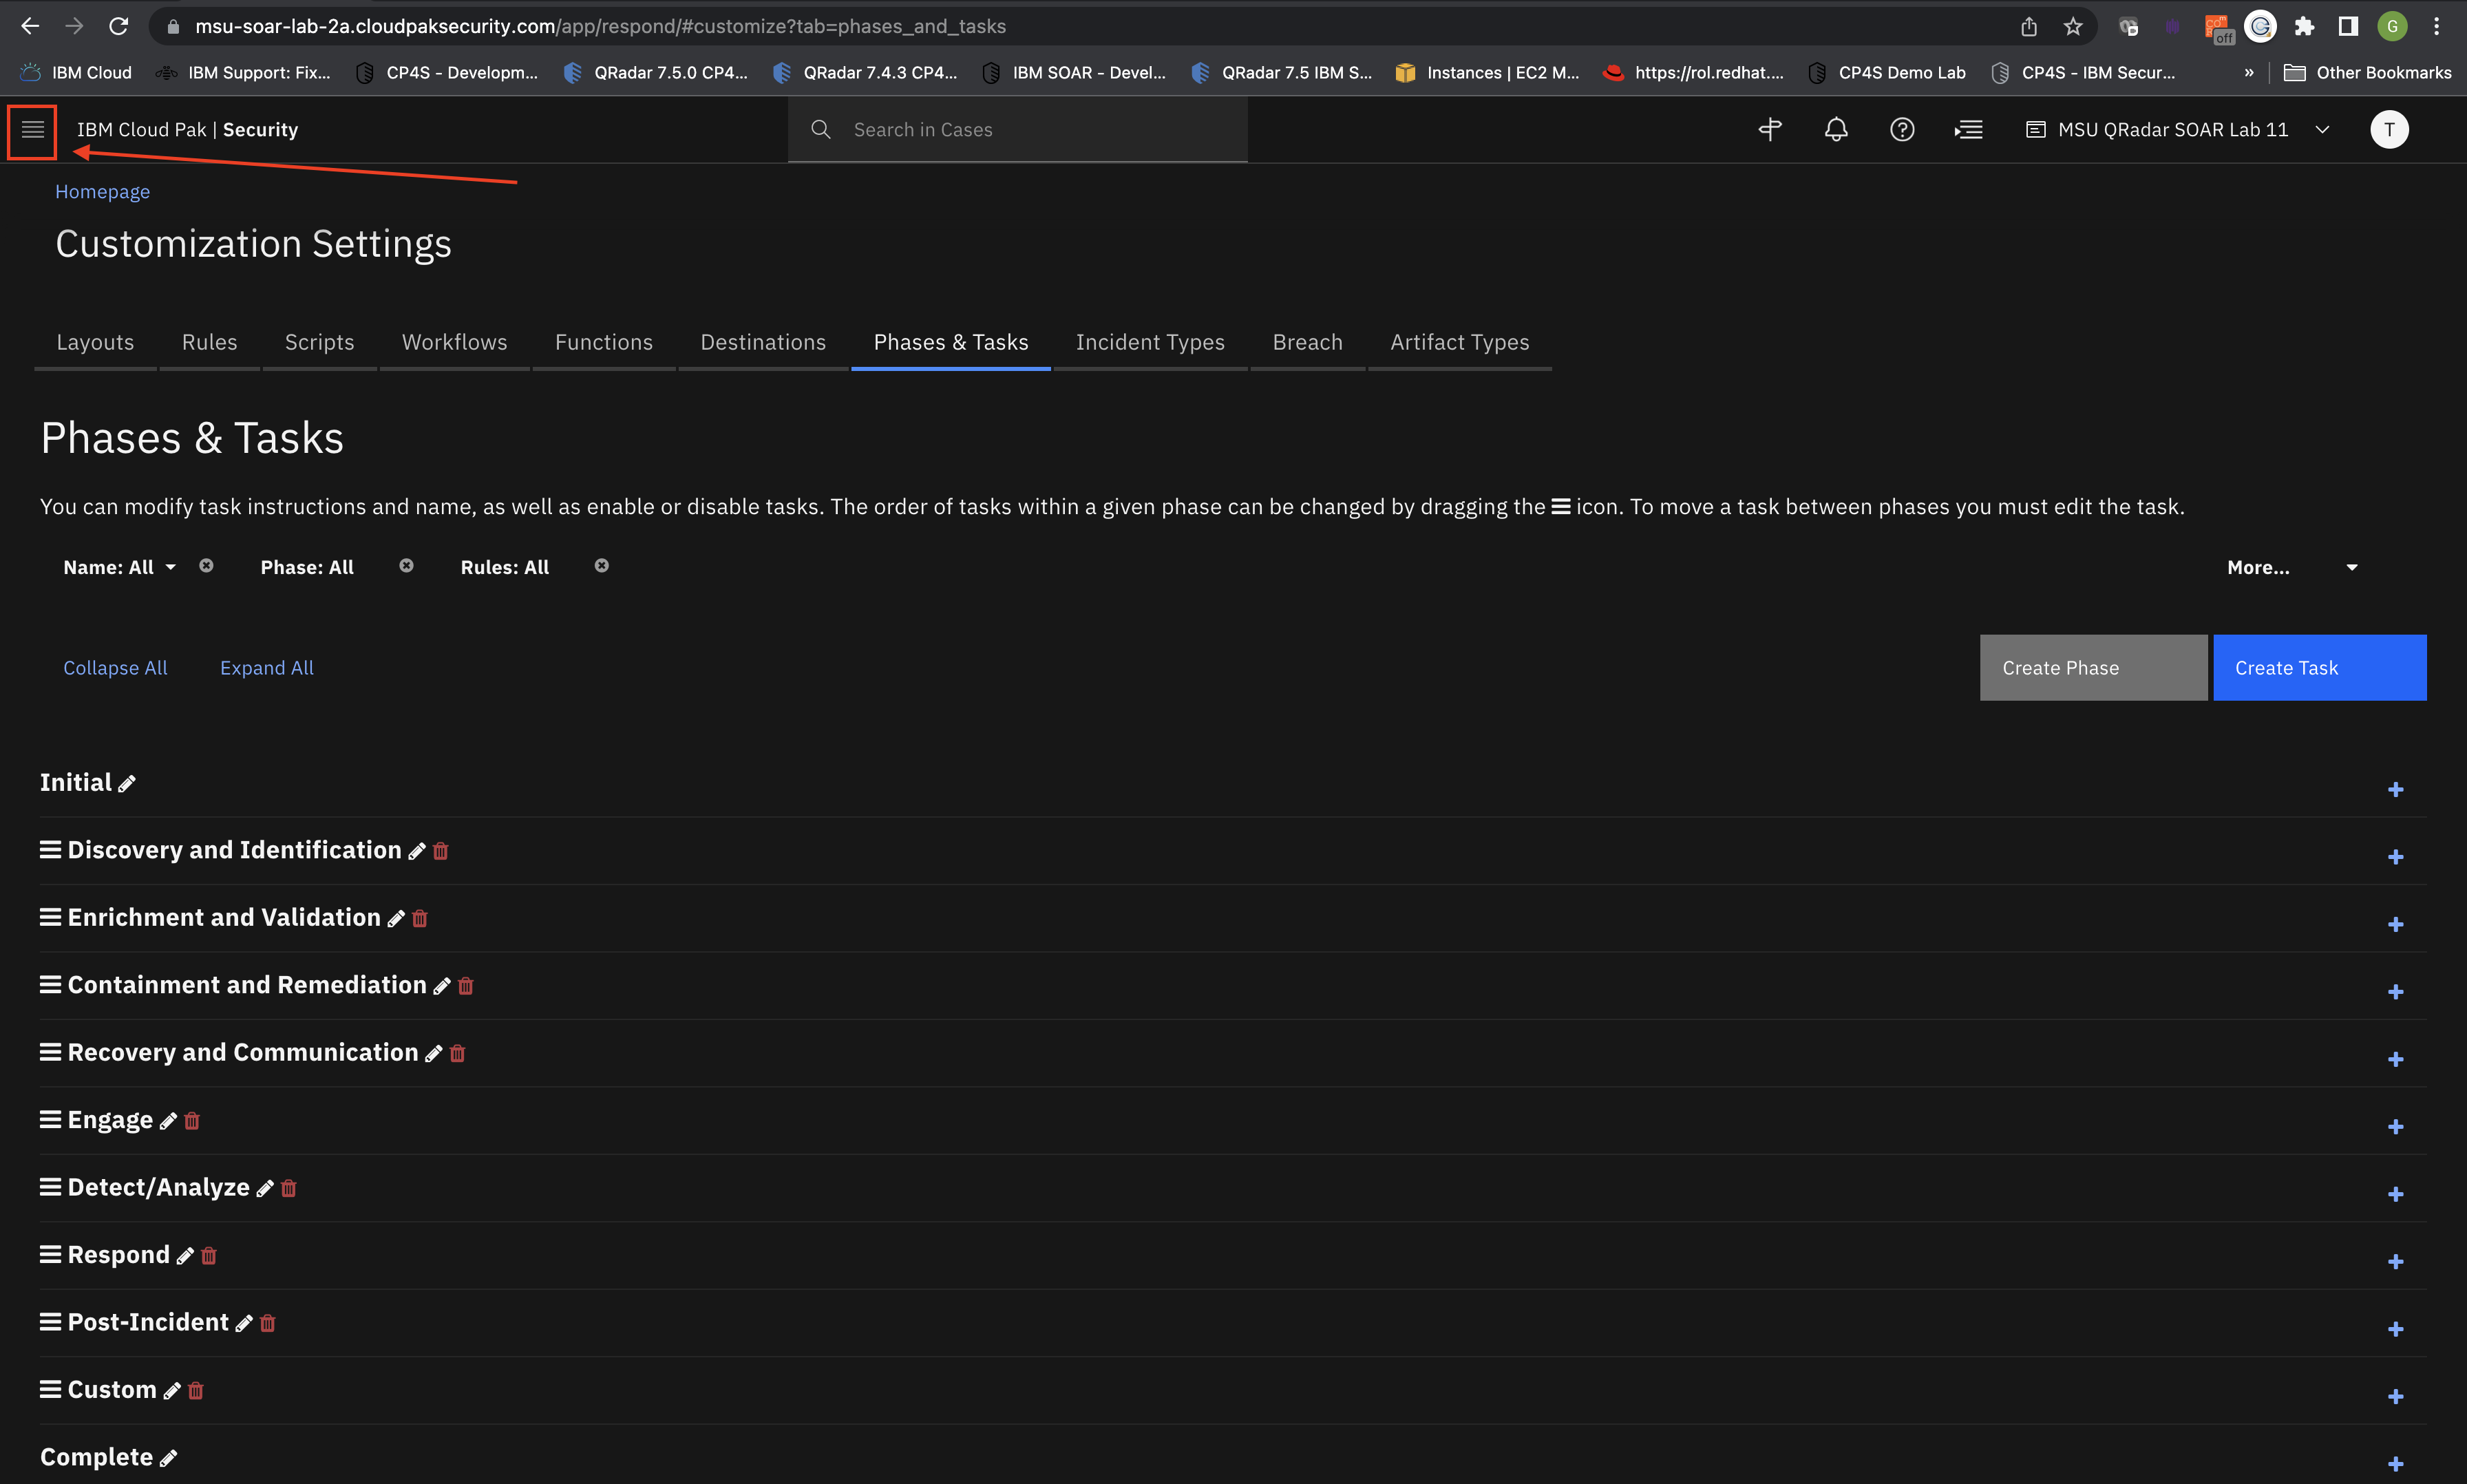 msu-soar-lab-2a.cloudpaksecurity.com/app/respond/#customize?tab=phases_and_tasks
off
G
IBM Cloud
IBM Support: Fix...
CP4S - Developm...
QRadar 7.5.0 CP4...
QRadar 7.4.3 CP4...
IBM SOAR - Devel...
QRadar 7.5 IBM S...
Instances | EC2 M...
https://rol.redhat....
CP4S Demo Lab
CP4S - IBM Secur...
»
Other Bookmarks
IBM Cloud Pak | Security
Search in Cases
MSU QRadar SOAR Lab 11
T
Homepage
Customization Settings
Layouts
Rules
Scripts
Workflows
Functions
Destinations
Phases & Tasks
Incident Types
Breach
Artifact Types
Phases & Tasks
You can modify task instructions and name, as well as enable or disable tasks. The order of tasks within a given phase can be changed by dragging the icon. To move a task between phases you must edit the task.
Name: All
Phase: All
Rules: All
More...
Collapse All
Expand All
Create Phase
Create Task
Initial
Discovery and Identification
Enrichment and Validation
Containment and Remediation
Recovery and Communication
Engage
Detect/Analyze
Respond
Post-Incident
Custom
Complete